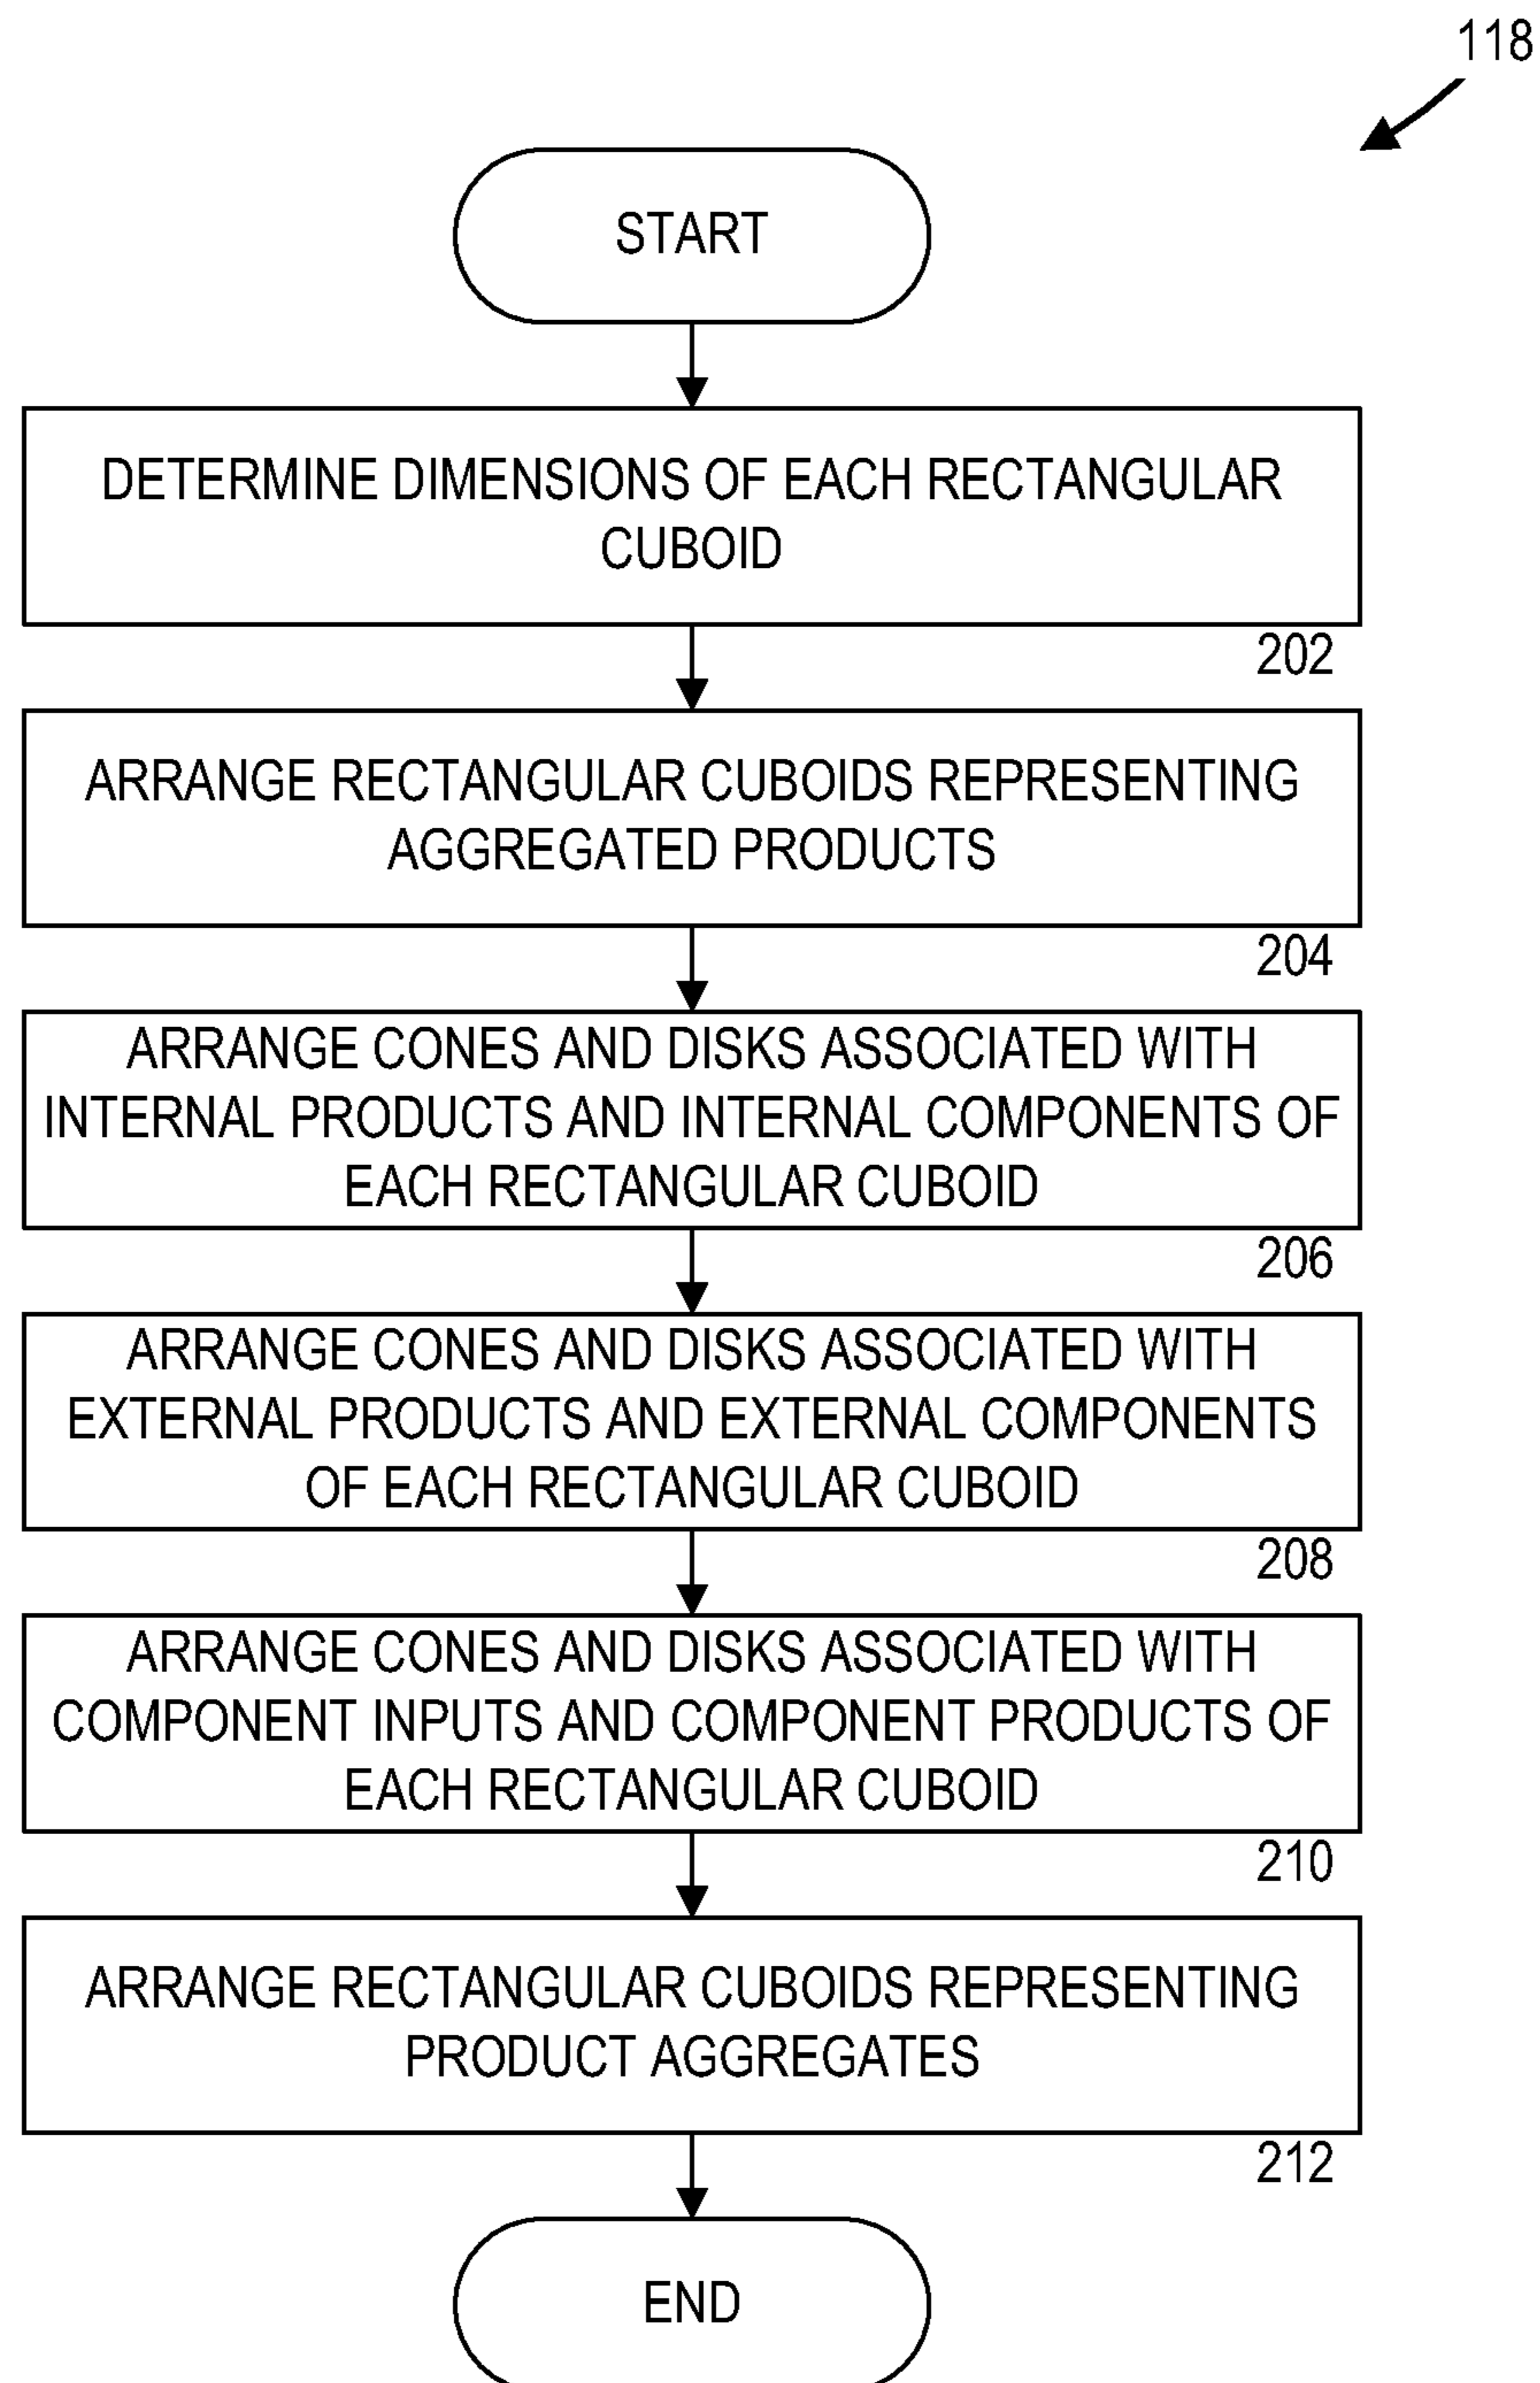 118
START
DETERMINE DIMENSIONS OF EACH RECTANGULAR
CUBOID
202
ARRANGE RECTANGULAR CUBOIDS REPRESENTING
AGGREGATED PRODUCTS
204
ARRANGE CONES AND DISKS ASSOCIATED WITH
INTERNAL PRODUCTS AND INTERNAL COMPONENTS OF
EACH RECTANGULAR CUBOID
206
ARRANGE CONES AND DISKS ASSOCIATED WITH
EXTERNAL PRODUCTS AND EXTERNAL COMPONENTS
OF EACH RECTANGULAR CUBOID
208
ARRANGE CONES AND DISKS ASSOCIATED WITH
COMPONENT INPUTS AND COMPONENT PRODUCTS OF
EACH RECTANGULAR CUBOID
210
ARRANGE RECTANGULAR CUBOIDS REPRESENTING
PRODUCT AGGREGATES
212
END